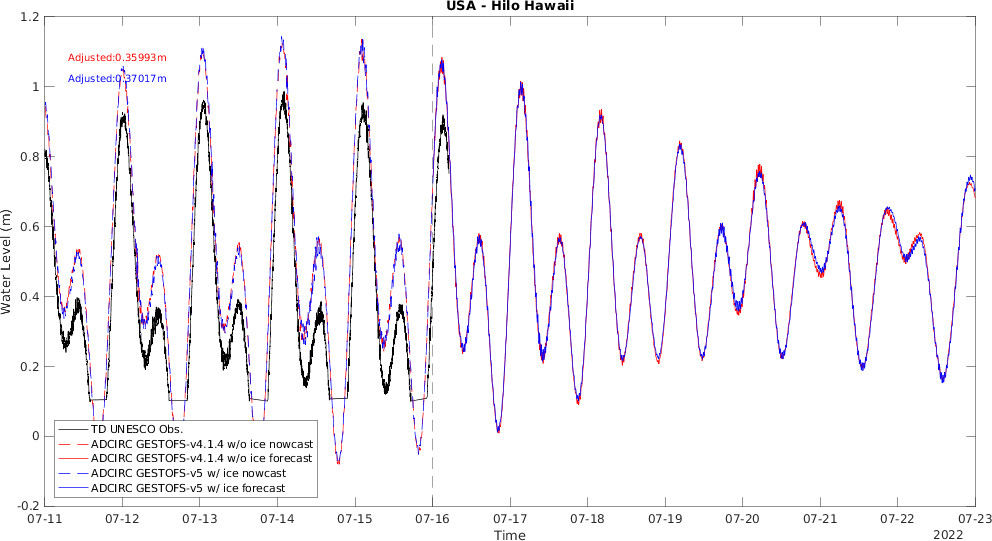 USA - Hilo Hawaii
1.2
1
0.8
0.6
0.4
0.2
0
-0.2
Water Level (m)
Adjusted:0.35993m
Adjusted:0.37017m
TD UNESCO Obs.
ADCIRC GESTOFS-v4.1.4 w/o ice nowcast
ADCIRC GESTOFS-v4.1.4 w/o ice forecast
ADCIRC GESTOFS-v5 w/ ice nowcast
ADCIRC GESTOFS-v5 w/ ice forecast
07-11 07-12 07-13 07-14 07-15 07-16 07-17 07-18 07-19 07-20 07-21 07-22 07-23
Time
2022